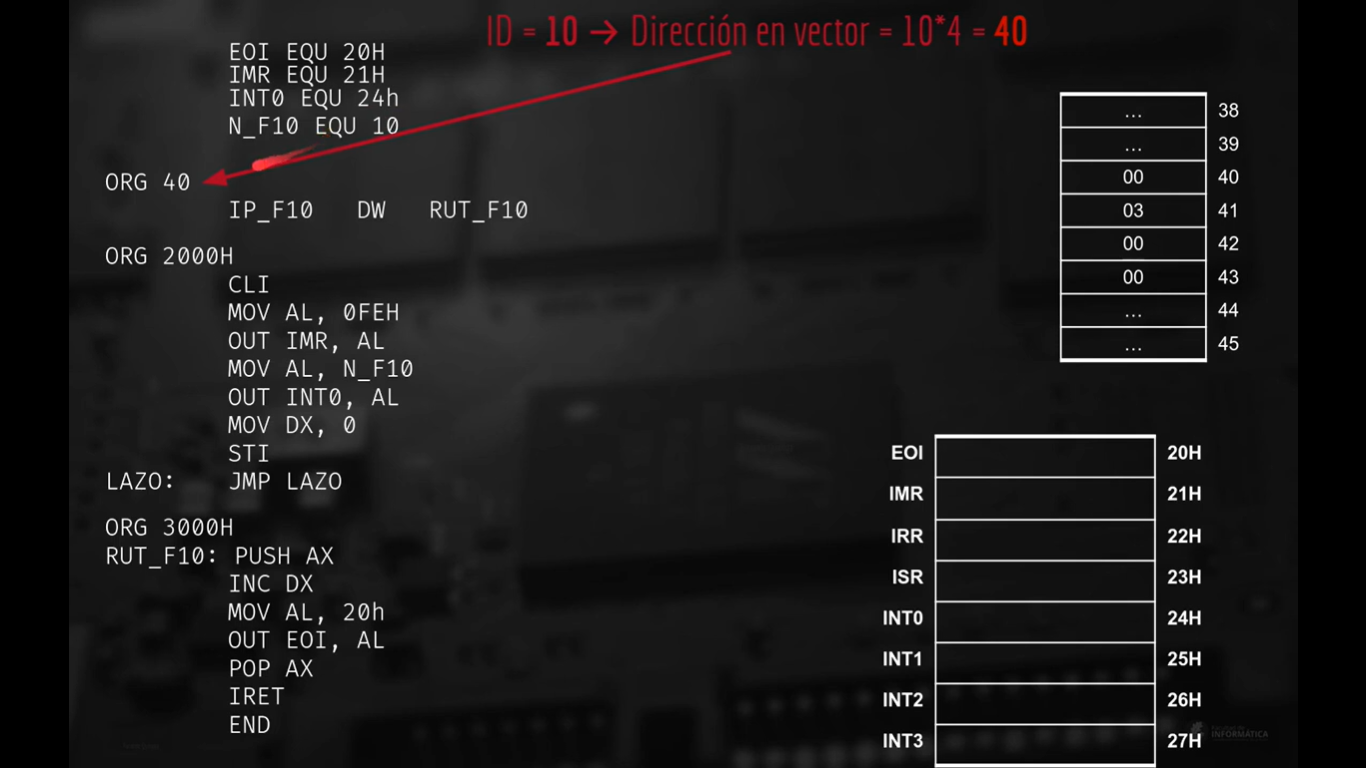 ID = 10 → Dirección en vector = 10*4 = 40
EOI EQU 20H
IMR EQU 21H
INT0 EQU 24h
N_F10 EQU 10
ORG 40
IP_F10 DW RUT_F10
ORG 2000H
CLI
MOV AL, 0FEH
OUT IMR, AL
MOV AL, N_F10
OUT INT0, AL
MOV DX, 0
STI
LAZO: JMP LAZO
ORG 3000H
RUT_F10: PUSH AX
INC DX
MOV AL, 20h
OUT EOI, AL
POP AX
IRET
END
... 38
... 39
00 40
03 41
00 42
00 43
... 44
... 45
EOI 20H
IMR 21H
IRR 22H
ISR 23H
INT0 24H
INT1 25H
INT2 26H
INT3 27H
INFORMÁTICA